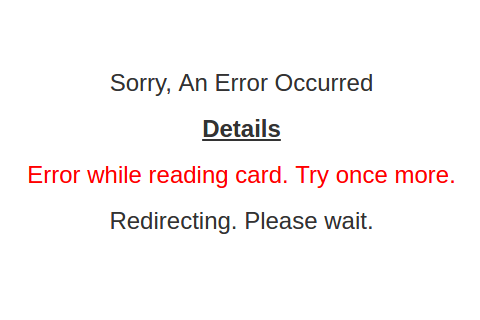 Sorry, An Error Occurred
Details
Error while reading card. Try once more.
Redirecting. Please wait.